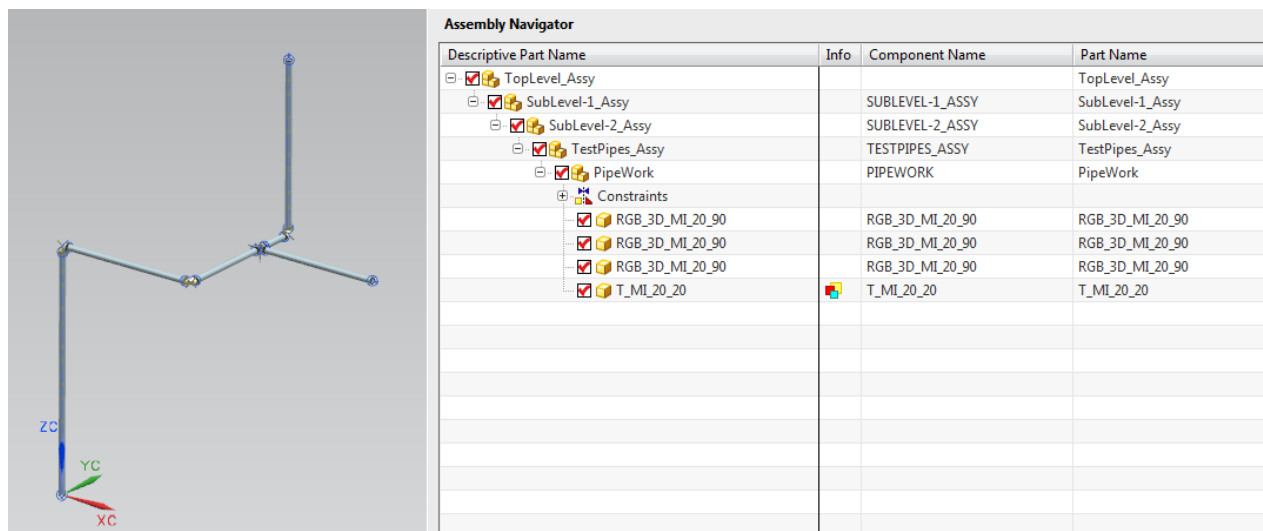 Assembly Navigator
Descriptive Part Name Info Component Name Part Name
TopLevel_Assy TopLevel_Assy
SubLevel-1_Assy SUBLEVEL-1_ASSY SubLevel-1_Assy
SubLevel-2_Assy SUBLEVEL-2_ASSY SubLevel-2_Assy
TestPipes_Assy TESTPIPES_ASSY TestPipes_Assy
PipeWork PIPEWORK PipeWork
Constraints
RGB_3D_MI_20_90 RGB_3D_MI_20_90 RGB_3D_MI_20_90
RGB_3D_MI_20_90 RGB_3D_MI_20_90 RGB_3D_MI_20_90
RGB_3D_MI_20_90 RGB_3D_MI_20_90 RGB_3D_MI_20_90
T_MI_20_20 T_MI_20_20 T_MI_20_20
ZC
YC
XC